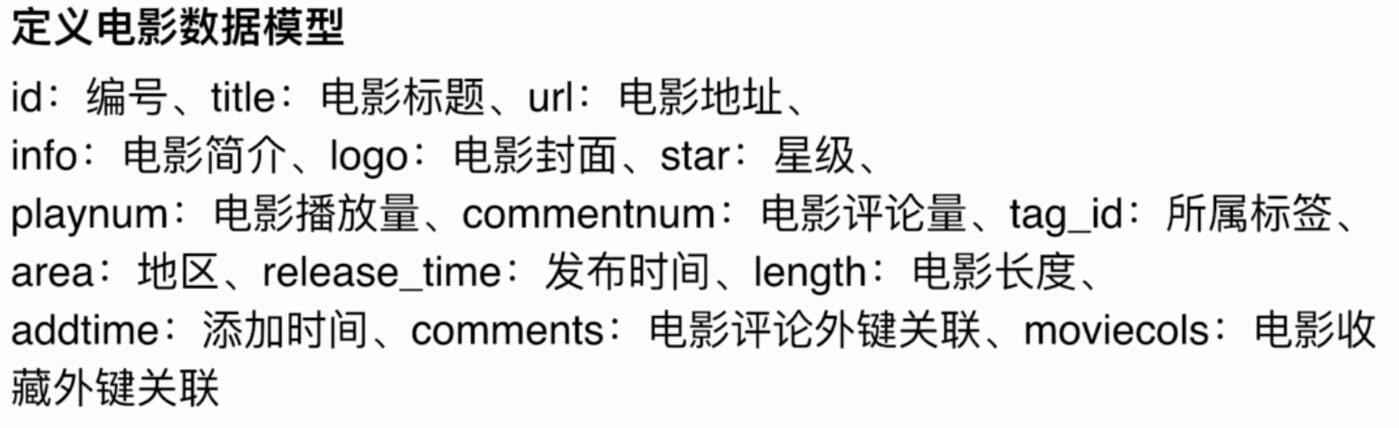 定义电影数据模型
id：编号、title：电影标题、url：电影地址、
info：电影简介、logo：电影封面、star：星级、
playnum：电影播放量、commentnum：电影评论量、tag_id：所属标签、
area：地区、release_time：发布时间、length：电影长度、
addtime：添加时间、comments：电影评论外键关联、moviecols：电影收
藏外键关联